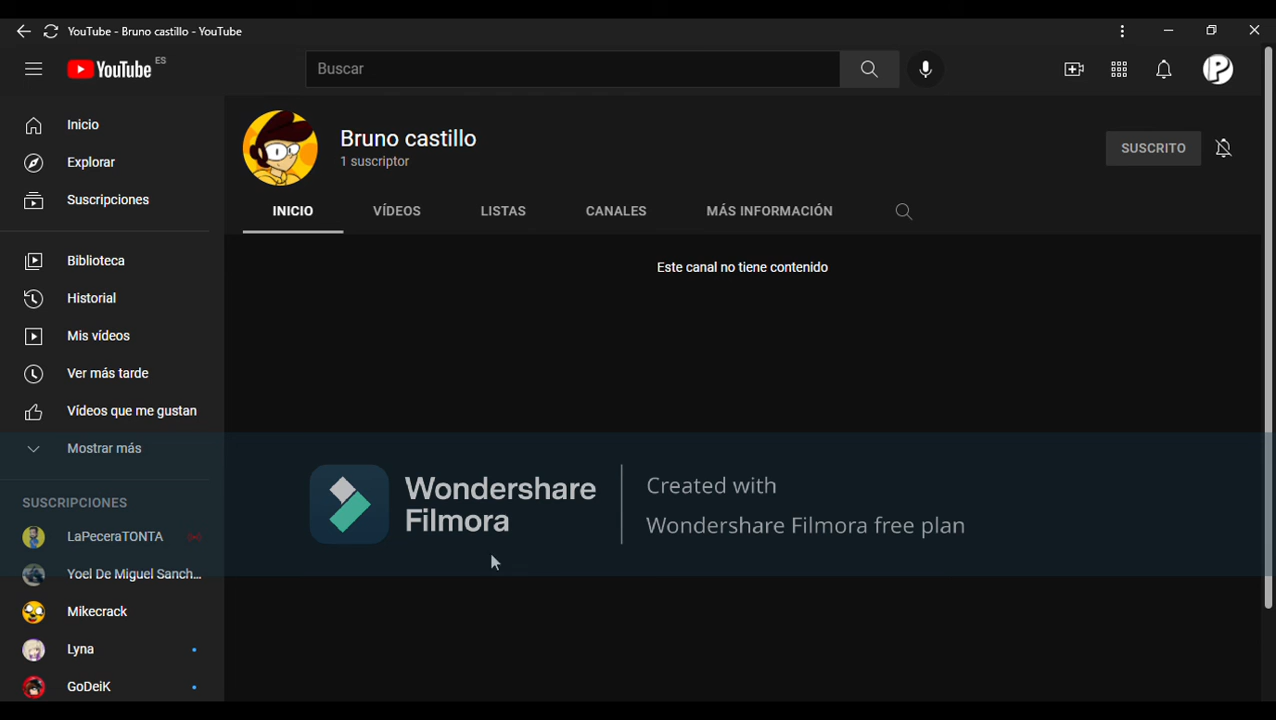 YouTube - Bruno castillo - YouTube
YouTube ES
Buscar
Inicio
Explorar
Suscripciones
Biblioteca
Historial
Mis vídeos
Ver más tarde
Vídeos que me gustan
Mostrar más
SUSCRIPCIONES
LaPeceraTONTA
Yoel De Miguel Sanch...
Mikecrack
Lyna
GoDeiK
Bruno castillo
1 suscriptor
SUSCRITO
INICIO VÍDEOS LISTAS CANALES MÁS INFORMACIÓN
Este canal no tiene contenido
Wondershare
Filmora
Created with
Wondershare Filmora free plan